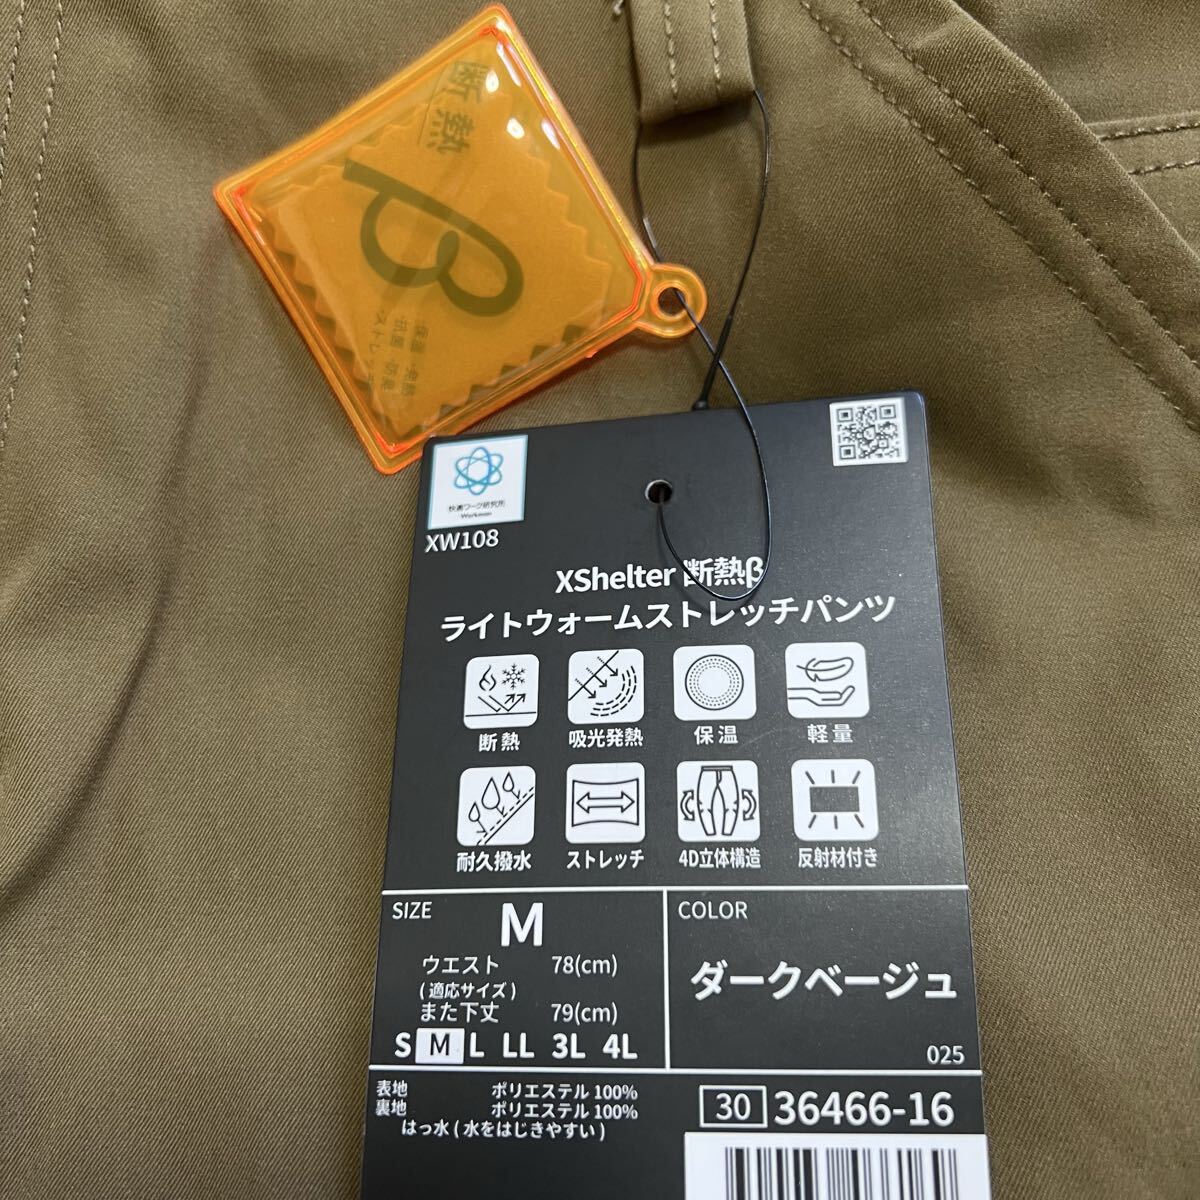 断熱
β
保温・発熱
快適ワーク研究所
Workman
XW108
XShelter 断熱β
ライトウォームストレッチパンツ
断熱
吸光発熱
保温
軽量
耐久撥水
ストレッチ
4D立体構造
反射材付き
SIZE
M
ウエスト 78(cm)
(適応サイズ)
また下丈 79(cm)
S M L LL 3L 4L
COLOR
ダークベージュ
025
表地 ポリエステル 100%
裏地 ポリエステル 100%
はっ水 (水をはじきやすい)
30 36466-16